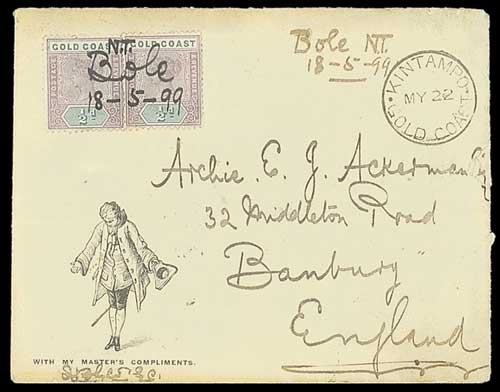 GOLD COAST GOLD COAST
N.T.
Bole
18-5-99
POSTAGE
½D ½D
Bole N.T.
18-5-99
KINTAMPO
MY 22
GOLD COAST
Archie. E. J. Ackerman
32 Middleton Road
Banbury
England
WITH MY MASTER'S COMPLIMENTS.